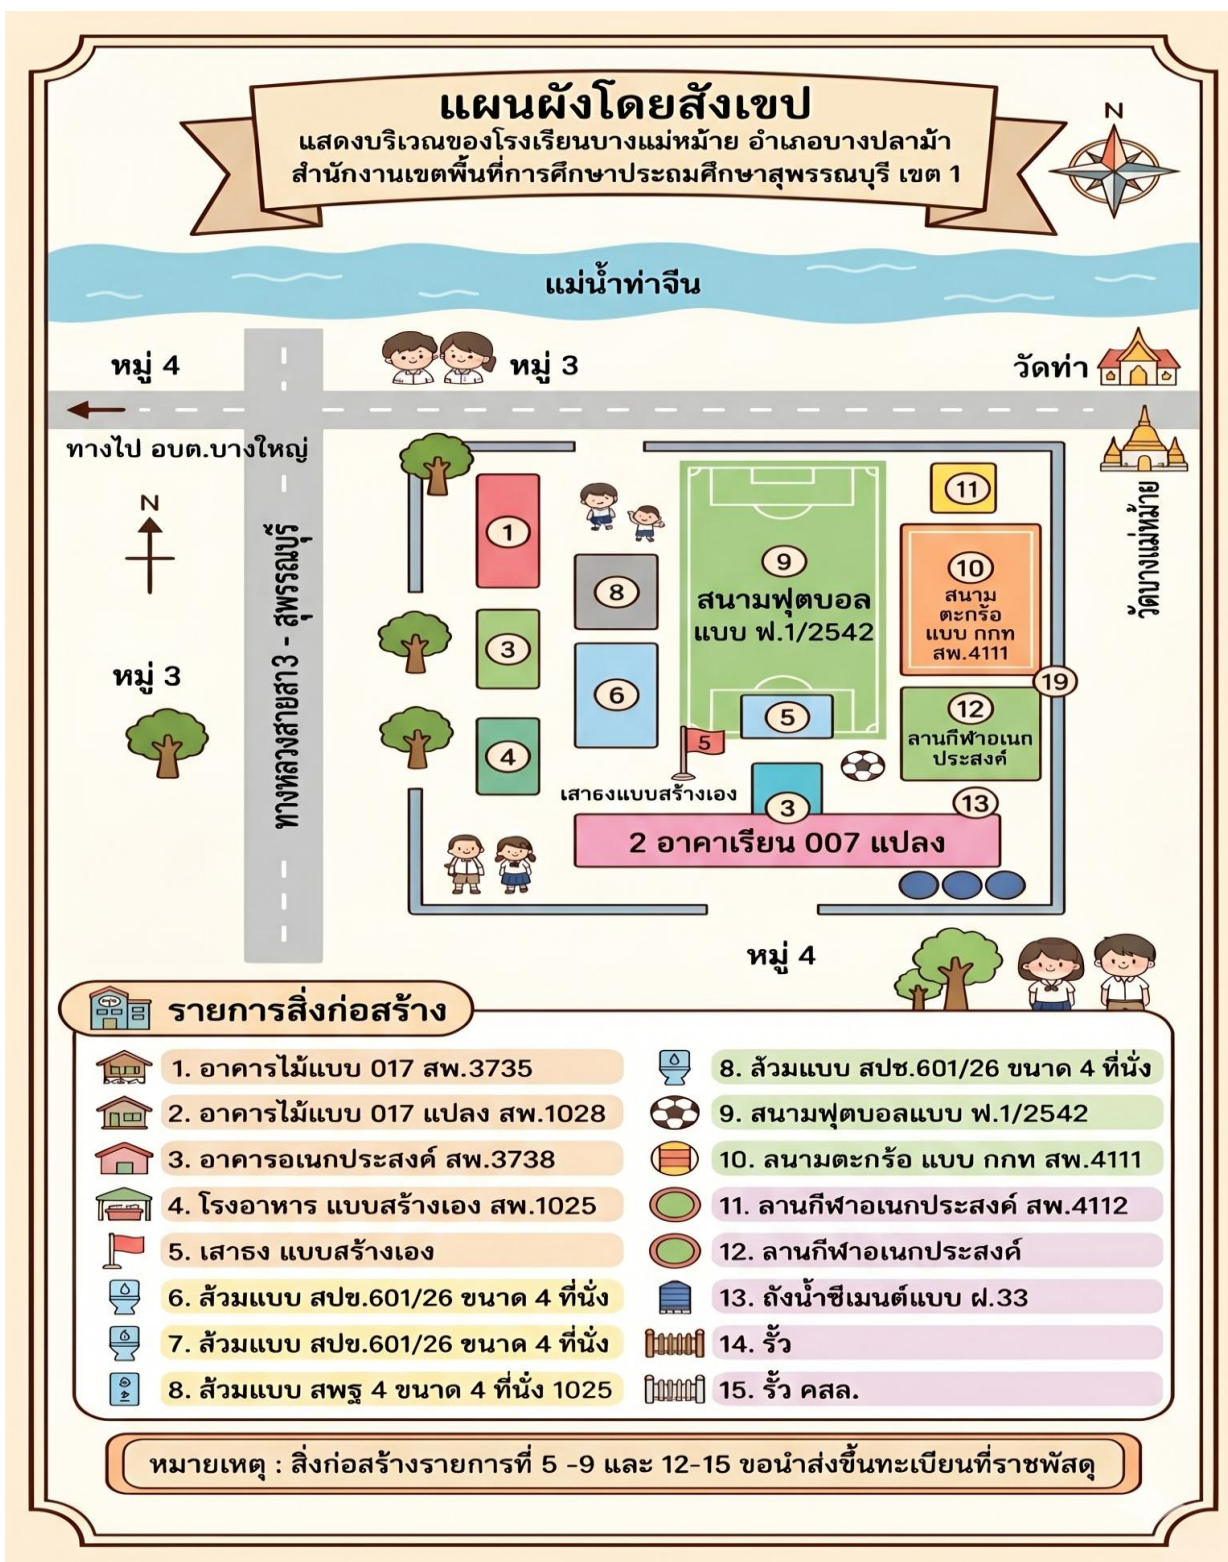 แผนผังโดยสังเขป
แสดงบริเวณของโรงเรียนบางแม่หม้าย อำเภอบางปลาม้า
สำนักงานเขตพื้นที่การศึกษาประถมศึกษาสุพรรณบุรี เขต 1
N
แม่น้ำท่าจีน
หมู่ 4
หมู่ 3
วัดท่า
ทางไป อบต.บางใหญ่
N
หมู่ 3
ทางหลวงสายสา 3 - สุพรรณบุรี
วัดบางแม่หม้าย
1
8
3
6
4
9
สนามฟุตบอล
แบบ ฟ.1/2542
5
5
เสาธงแบบสร้างเอง
3
2 อาคาเรียน 007 แปลง
11
10
สนาม
ตะกร้อ
แบบ กกท
สพ.4111
19
12
ลานกีฬาอเนก
ประสงค์
13
หมู่ 4
รายการสิ่งก่อสร้าง
1. อาคารไม้แบบ 017 สพ.3735
2. อาคารไม้แบบ 017 แปลง สพ.1028
3. อาคารอเนกประสงค์ สพ.3738
4. โรงอาหาร แบบสร้างเอง สพ.1025
5. เสาธง แบบสร้างเอง
6. ส้วมแบบ สปข.601/26 ขนาด 4 ที่นั่ง
7. ส้วมแบบ สปข.601/26 ขนาด 4 ที่นั่ง
8. ส้วมแบบ สพฐ 4 ขนาด 4 ที่นั่ง 1025
8. ส้วมแบบ สปช.601/26 ขนาด 4 ที่นั่ง
9. สนามฟุตบอลแบบ ฟ.1/2542
10. ลนามตะกร้อ แบบ กกท สพ.4111
11. ลานกีฬาอเนกประสงค์ สพ.4112
12. ลานกีฬาอเนกประสงค์
13. ถังน้ำซีเมนต์แบบ ฝ.33
14. รั้ว
15. รั้ว คสล.
หมายเหตุ : สิ่งก่อสร้างรายการที่ 5 -9 และ 12-15 ขอนำส่งขึ้นทะเบียนที่ราชพัสดุ